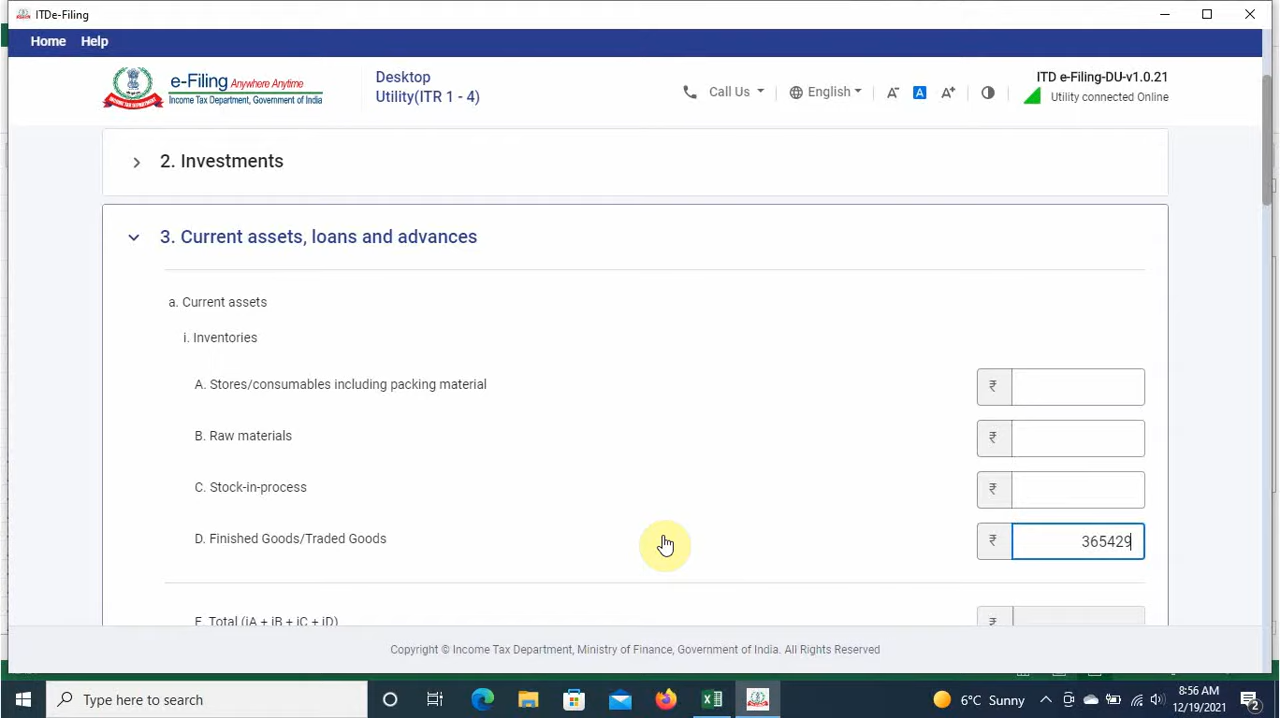 ITDe-Filing
Home Help
e-Filing Anywhere Anytime
Income Tax Department, Government of India
Desktop
Utility(ITR 1 - 4)
Call Us
English
A-
A
A+
ITD e-Filing-DU-v1.0.21
Utility connected Online
2. Investments
3. Current assets, loans and advances
a. Current assets
i. Inventories
A. Stores/consumables including packing material
₹
B. Raw materials
₹
C. Stock-in-process
₹
D. Finished Goods/Traded Goods
₹ 365429
E. Total (iA + iB + iC + iD)
₹
Copyright © Income Tax Department, Ministry of Finance, Government of India. All Rights Reserved
Type here to search
6°C Sunny
8:56 AM
12/19/2021
2